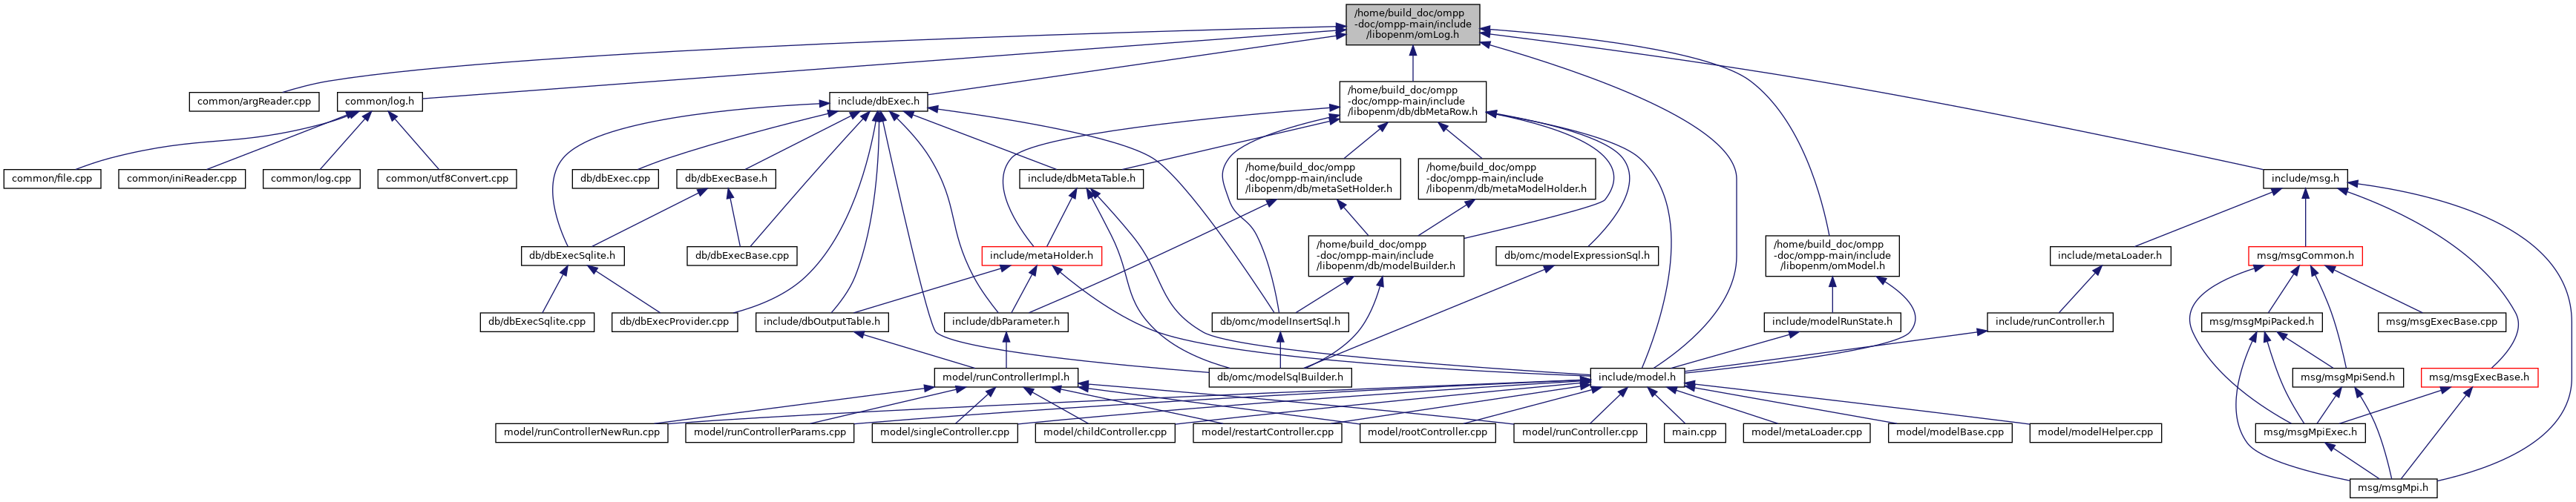 /home/build_doc/ompp
-doc/ompp-main/include
/libopenm/omLog.h
common/argReader.cpp
common/log.h
include/dbExec.h
/home/build_doc/ompp
-doc/ompp-main/include
/libopenm/db/dbMetaRow.h
common/file.cpp
common/iniReader.cpp
common/log.cpp
common/utf8Convert.cpp
db/dbExec.cpp
db/dbExecBase.h
include/dbMetaTable.h
/home/build_doc/ompp
-doc/ompp-main/include
/libopenm/db/metaSetHolder.h
/home/build_doc/ompp
-doc/ompp-main/include
/libopenm/db/metaModelHolder.h
include/msg.h
db/dbExecSqlite.h
db/dbExecBase.cpp
include/metaHolder.h
/home/build_doc/ompp
-doc/ompp-main/include
/libopenm/db/modelBuilder.h
db/omc/modelExpressionSql.h
/home/build_doc/ompp
-doc/ompp-main/include
/libopenm/omModel.h
include/metaLoader.h
msg/msgCommon.h
db/dbExecSqlite.cpp
db/dbExecProvider.cpp
include/dbOutputTable.h
include/dbParameter.h
db/omc/modelInsertSql.h
include/modelRunState.h
include/runController.h
msg/msgMpiPacked.h
msg/msgExecBase.cpp
model/runControllerImpl.h
db/omc/modelSqlBuilder.h
include/model.h
msg/msgMpiSend.h
msg/msgExecBase.h
model/runControllerNewRun.cpp
model/runControllerParams.cpp
model/singleController.cpp
model/childController.cpp
model/restartController.cpp
model/rootController.cpp
model/runController.cpp
main.cpp
model/metaLoader.cpp
model/modelBase.cpp
model/modelHelper.cpp
msg/msgMpiExec.h
msg/msgMpi.h